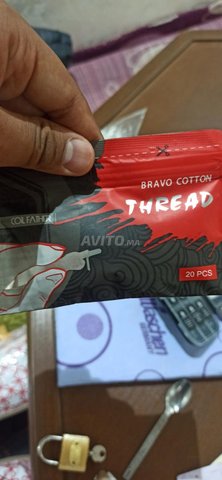 BRAVO COTTON
THREAD
COILFATHER
AVITO.MA
20 PCS